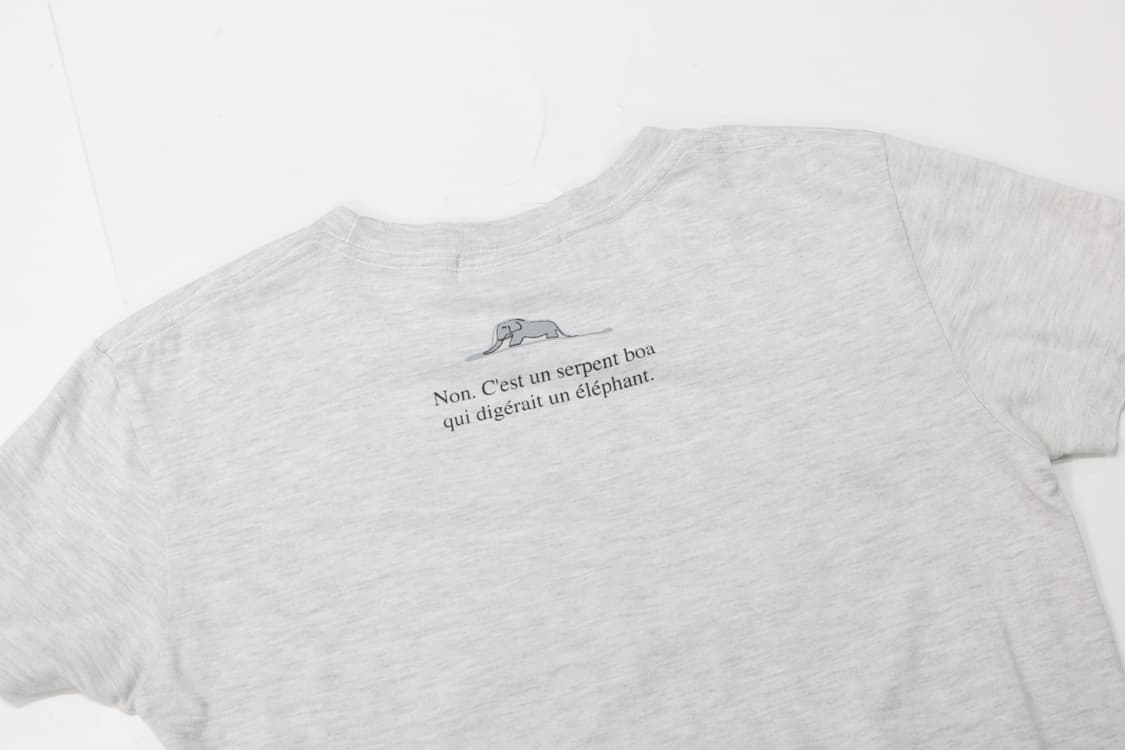 Non. C'est un serpent boa
qui digérait un éléphant.